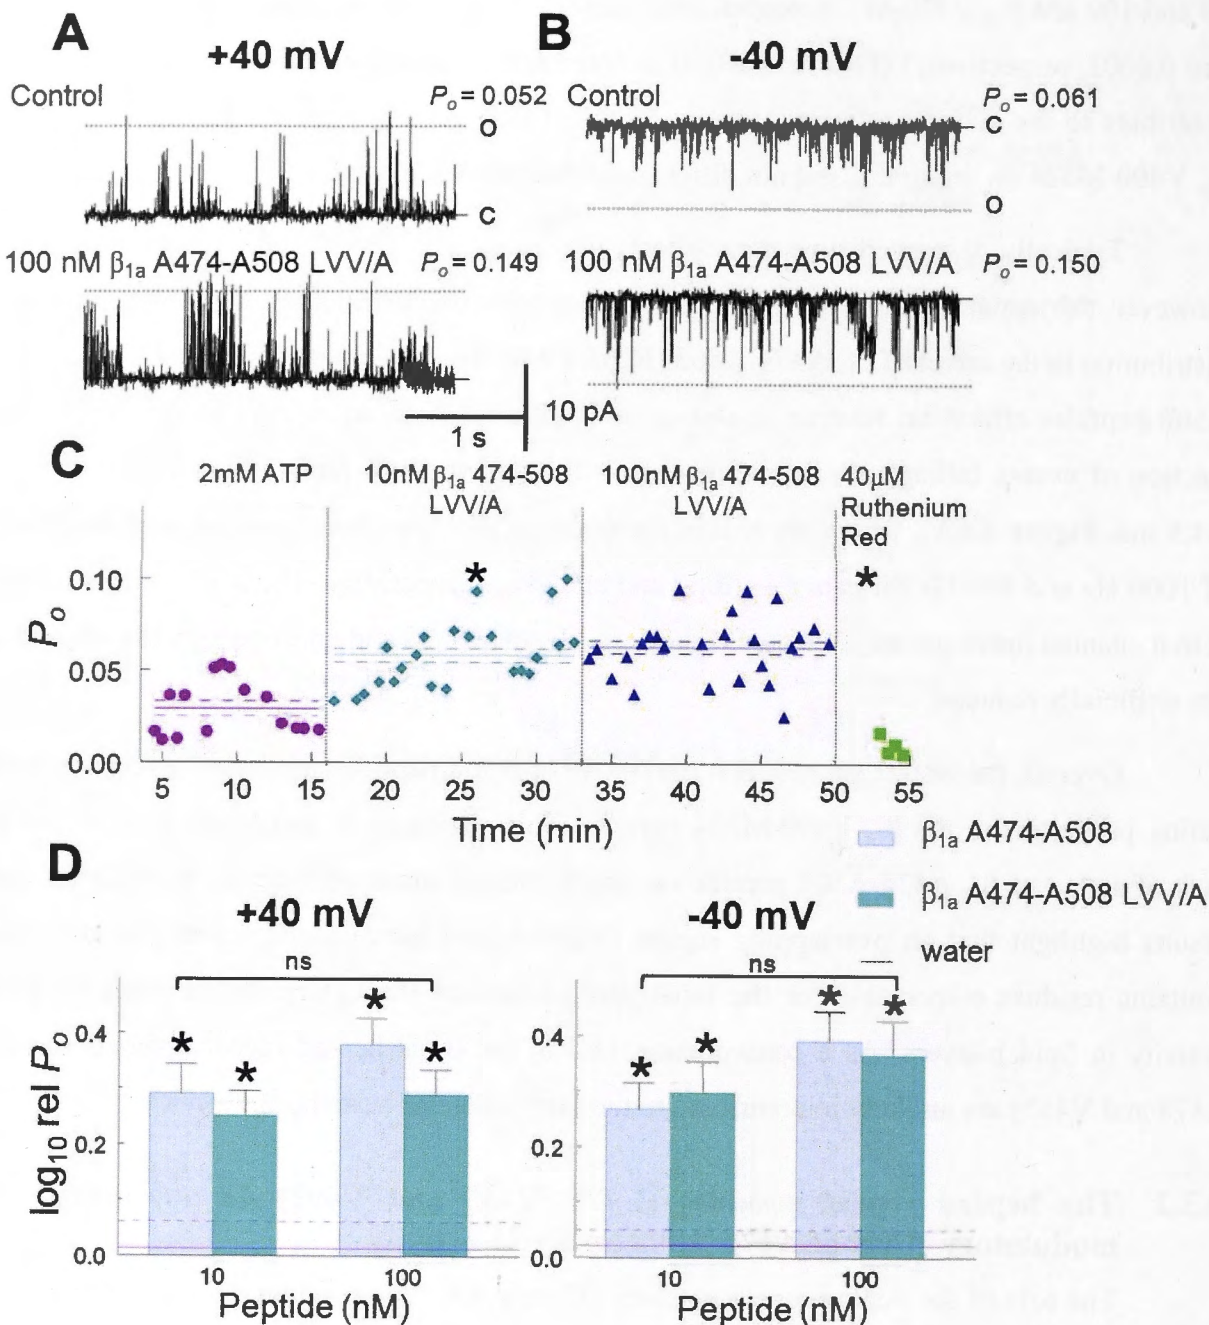 A
+40 mV
Control
Po = 0.052
O
C
100 nM β1a A474-A508 LVV/A
Po = 0.149
1 s
10 pA
B
-40 mV
Control
Po = 0.061
C
O
100 nM β1a A474-A508 LVV/A
Po = 0.150
C
2mM ATP
10nM β1a 474-508
LVV/A
100nM β1a 474-508
LVV/A
40µM
Ruthenium
Red
*
*
Po
0.10
0.05
0.00
5
10
15
20
25
30
35
40
45
50
55
Time (min)
β1a A474-A508
β1a A474-A508 LVV/A
water
D
+40 mV
ns
*
*
*
*
log10 rel Po
0.4
0.2
0.0
10
100
Peptide (nM)
-40 mV
ns
*
*
*
*
0.4
0.2
0.0
10
100
Peptide (nM)